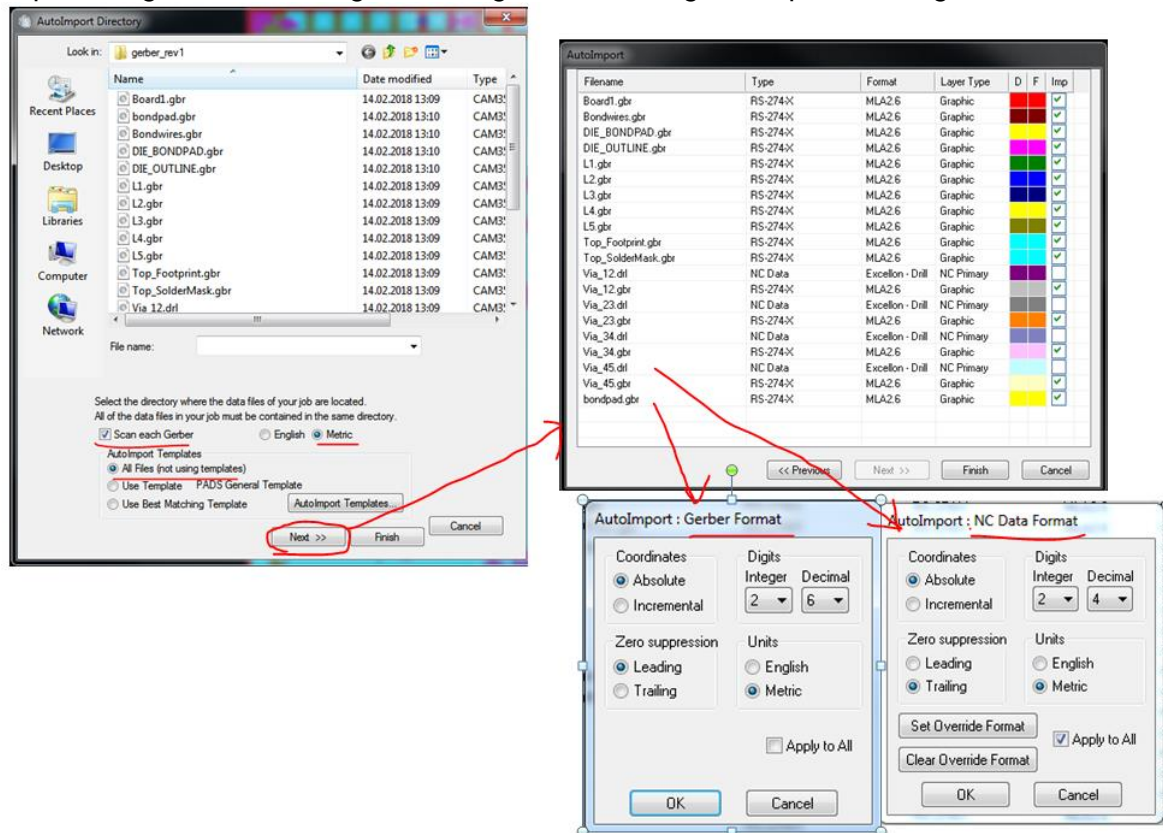 AutoImport Directory
Look in: gerber_rev1
Name Date modified Type
Board1.gbr 14.02.2018 13:09 CAM35
bondpad.gbr 14.02.2018 13:10 CAM35
Bondwires.gbr 14.02.2018 13:10 CAM35
DIE_BONDPAD.gbr 14.02.2018 13:10 CAM35
DIE_OUTLINE.gbr 14.02.2018 13:10 CAM35
L1.gbr 14.02.2018 13:09 CAM35
L2.gbr 14.02.2018 13:09 CAM35
L3.gbr 14.02.2018 13:09 CAM35
L4.gbr 14.02.2018 13:09 CAM35
L5.gbr 14.02.2018 13:09 CAM35
Top_Footprint.gbr 14.02.2018 13:09 CAM35
Top_SolderMask.gbr 14.02.2018 13:09 CAM35
Via 12.drl 14.02.2018 13:09 CAM35
Recent Places
Desktop
Libraries
Computer
Network
File name:
Select the directory where the data files of your job are located.
All of the data files in your job must be contained in the same directory.
Scan each Gerber English Metric
AutoImport Templates
All Files (not using templates)
Use Template PADS General Template
Use Best Matching Template AutoImport Templates...
Next >> Finish Cancel
AutoImport
Filename Type Format Layer Type D F Imp
Board1.gbr RS-274-X MLA2.6 Graphic
Bondwires.gbr RS-274-X MLA2.6 Graphic
DIE_BONDPAD.gbr RS-274-X MLA2.6 Graphic
DIE_OUTLINE.gbr RS-274-X MLA2.6 Graphic
L1.gbr RS-274-X MLA2.6 Graphic
L2.gbr RS-274-X MLA2.6 Graphic
L3.gbr RS-274-X MLA2.6 Graphic
L4.gbr RS-274-X MLA2.6 Graphic
L5.gbr RS-274-X MLA2.6 Graphic
Top_Footprint.gbr RS-274-X MLA2.6 Graphic
Top_SolderMask.gbr RS-274-X MLA2.6 Graphic
Via_12.drl NC Data Excellon - Drill NC Primary
Via_12.gbr RS-274-X MLA2.6 Graphic
Via_23.drl NC Data Excellon - Drill NC Primary
Via_23.gbr RS-274-X MLA2.6 Graphic
Via_34.drl NC Data Excellon - Drill NC Primary
Via_34.gbr RS-274-X MLA2.6 Graphic
Via_45.drl NC Data Excellon - Drill NC Primary
Via_45.gbr RS-274-X MLA2.6 Graphic
bondpad.gbr RS-274-X MLA2.6 Graphic
<< Previous Next >> Finish Cancel
AutoImport : Gerber Format
Coordinates Digits
Absolute Integer Decimal
Incremental 2 6
Zero suppression Units
Leading English
Trailing Metric
Apply to All
OK Cancel
AutoImport : NC Data Format
Coordinates Digits
Absolute Integer Decimal
Incremental 2 4
Zero suppression Units
Leading English
Trailing Metric
Set Override Format Apply to All
Clear Override Format
OK Cancel